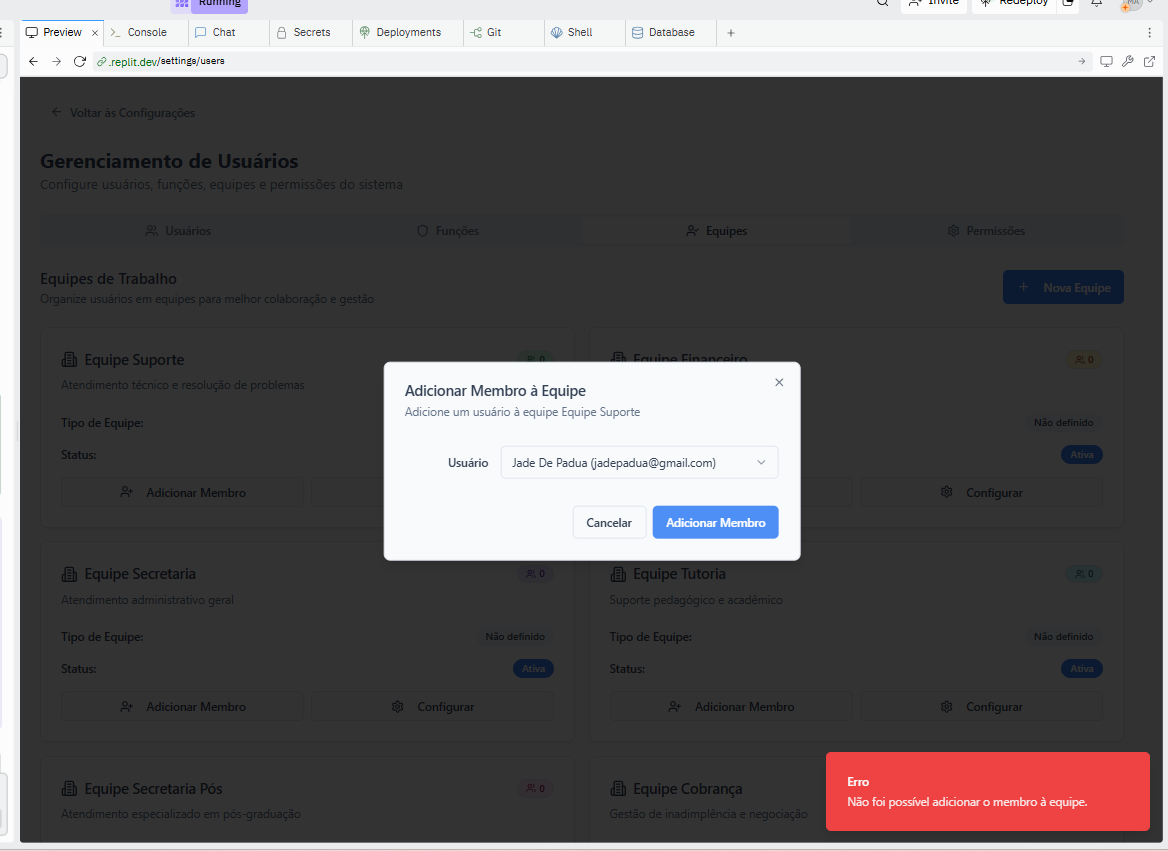 Running
Invite
Redeploy
Preview
Console
Chat
Secrets
Deployments
Git
Shell
Database
.replit.dev/settings/users
Voltar às Configurações
Gerenciamento de Usuários
Configure usuários, funções, equipes e permissões do sistema
Usuários
Funções
Equipes
Permissões
Equipes de Trabalho
Organize usuários em equipes para melhor colaboração e gestão
Nova Equipe
Equipe Suporte
0
Equipe Financeiro
0
Atendimento técnico e resolução de problemas
Tipo de Equipe:
Não definido
Status:
Ativa
Adicionar Membro
Configurar
Adicionar Membro à Equipe
Adicione um usuário à equipe Equipe Suporte
Usuário
Jade De Padua (jadepadua@gmail.com)
Cancelar
Adicionar Membro
Equipe Secretaria
0
Equipe Tutoria
0
Atendimento administrativo geral
Suporte pedagógico e acadêmico
Tipo de Equipe:
Não definido
Tipo de Equipe:
Não definido
Status:
Ativa
Status:
Ativa
Adicionar Membro
Configurar
Adicionar Membro
Configurar
Equipe Secretaria Pós
0
Equipe Cobrança
Atendimento especializado em pós-graduação
Gestão de inadimplência e negociação
Erro
Não foi possível adicionar o membro à equipe.